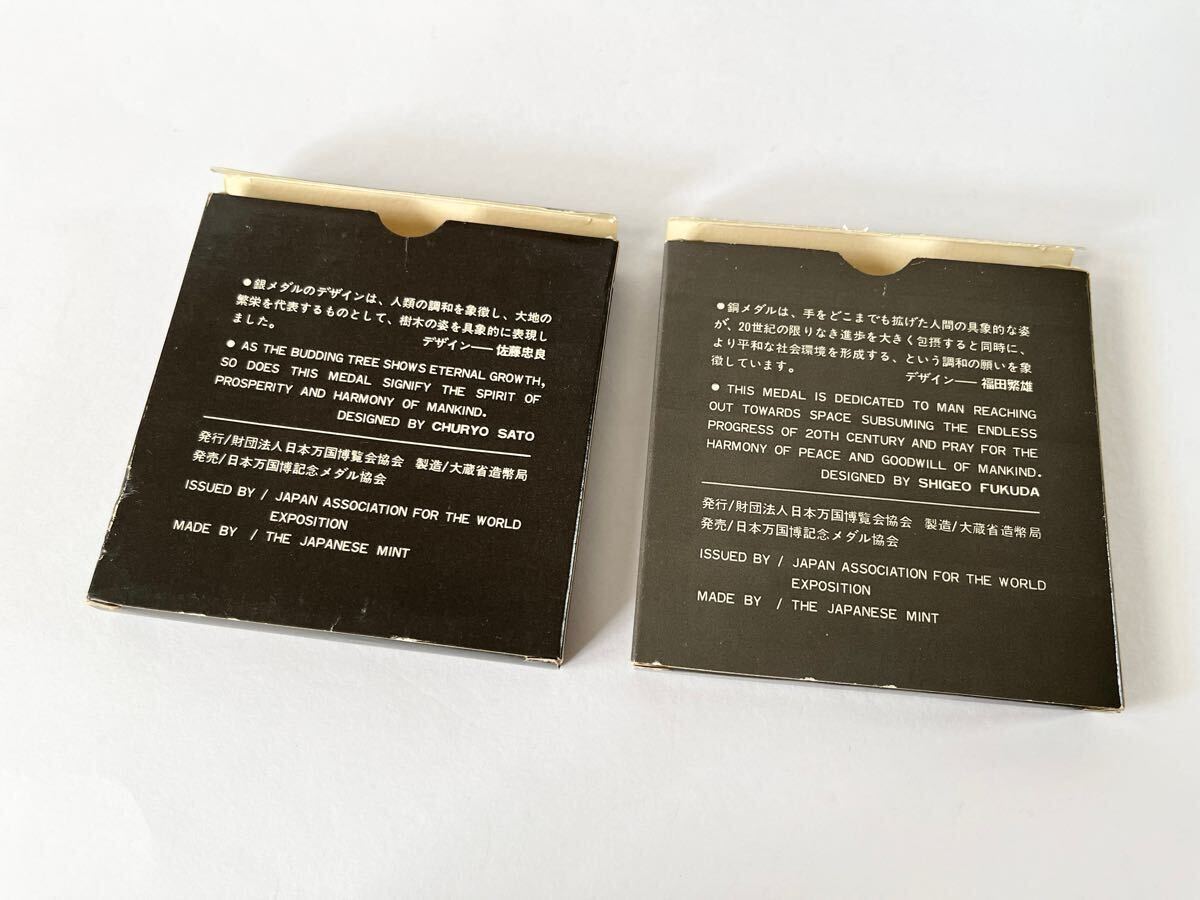 ●銀メダルのデザインは、人類の調和を象徴し、大地の
繁栄を代表するものとして、樹木の姿を具象的に表現し
ました。
デザイン──佐藤忠良
● AS THE BUDDING TREE SHOWS ETERNAL GROWTH,
SO DOES THIS MEDAL SIGNIFY THE SPIRIT OF
PROSPERITY AND HARMONY OF MANKIND.
DESIGNED BY CHURYO SATO
発行/財団法人日本万国博覧会協会 製造/大蔵省造幣局
発売/日本万国博記念メダル協会
ISSUED BY / JAPAN ASSOCIATION FOR THE WORLD
EXPOSITION
MADE BY / THE JAPANESE MINT
●銅メダルは、手をどこまでも拡げた人間の具象的な姿
が、20世紀の限りなき進歩を大きく包摂すると同時に、
より平和な社会環境を形成する、という調和の願いを象
徴しています。
デザイン── 福田繁雄
● THIS MEDAL IS DEDICATED TO MAN REACHING
OUT TOWARDS SPACE SUBSUMING THE ENDLESS
PROGRESS OF 20TH CENTURY AND PRAY FOR THE
HARMONY OF PEACE AND GOODWILL OF MANKIND.
DESIGNED BY SHIGEO FUKUDA
発行/財団法人日本万国博覧会協会 製造/大蔵省造幣局
発売/日本万国博記念メダル協会
ISSUED BY / JAPAN ASSOCIATION FOR THE WORLD
EXPOSITION
MADE BY / THE JAPANESE MINT